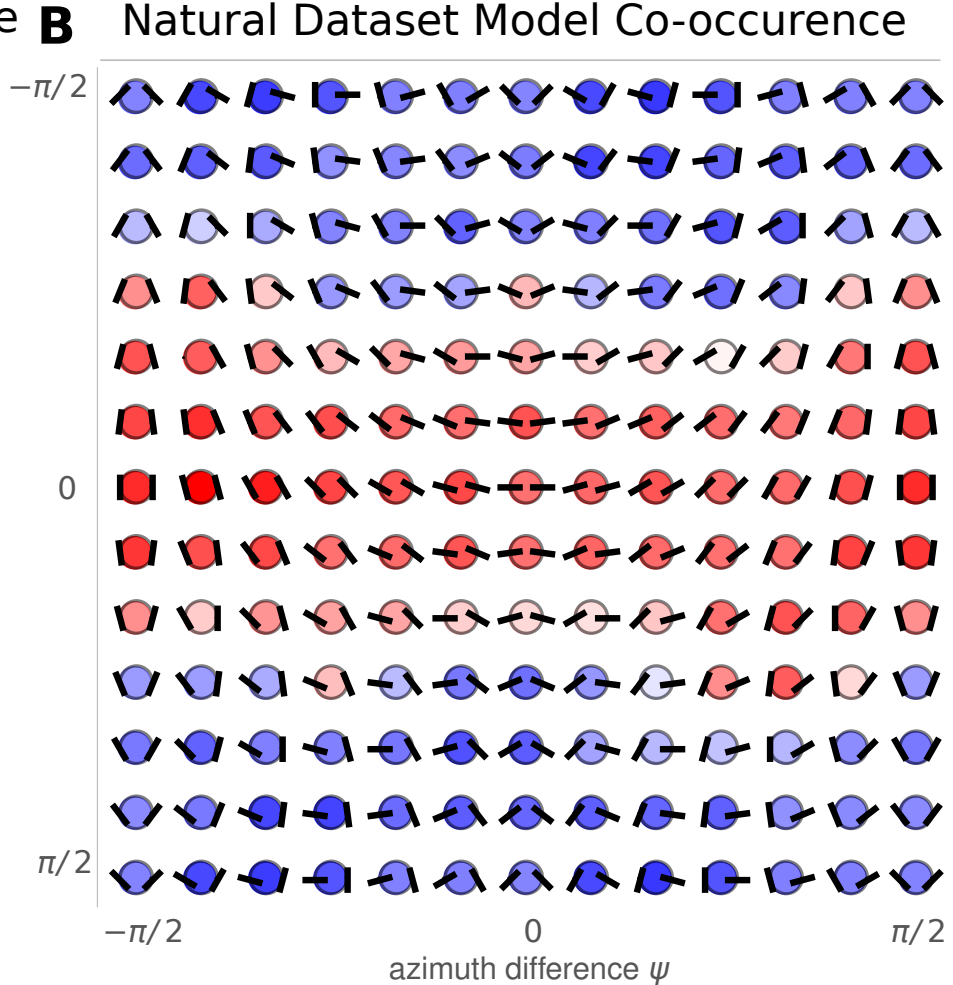 e B Natural Dataset Model Co-occurence
−π/2
0
π/2
−π/2 0 π/2
azimuth difference ψ